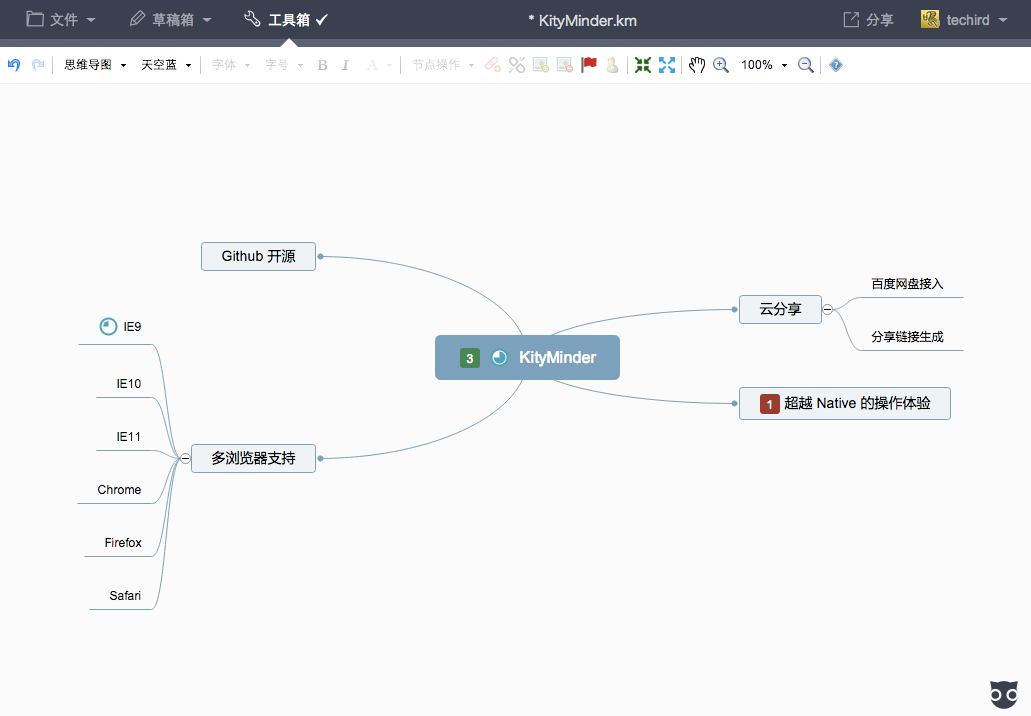 文件
草稿箱
工具箱
* KityMinder.km
分享
techird
思维导图
天空蓝
字体
字号
B
I
A
节点操作
100%
Github 开源
IE9
IE10
IE11
Chrome
Firefox
Safari
多浏览器支持
3 KityMinder
云分享
百度网盘接入
分享链接生成
1 超越 Native 的操作体验